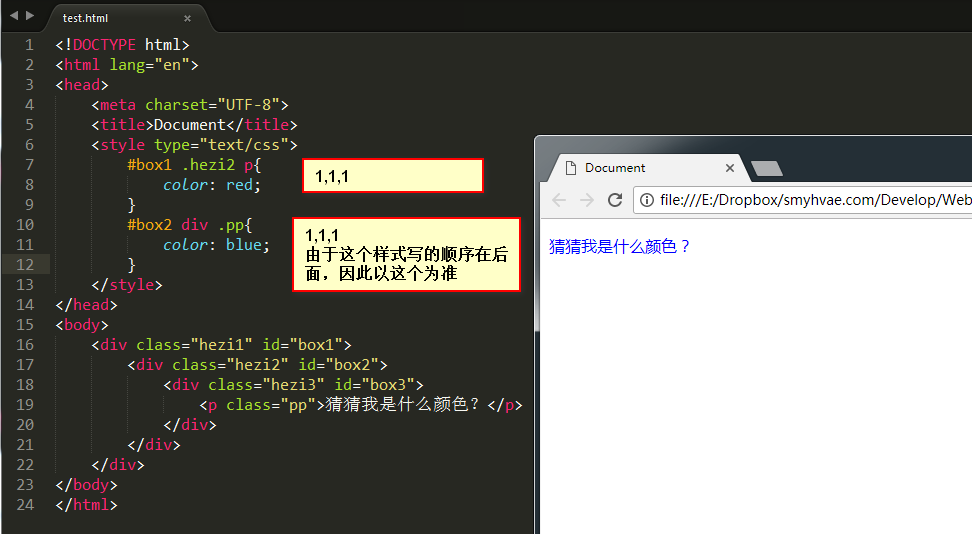 test.html
1 <!DOCTYPE html>
2 <html lang="en">
3 <head>
4     <meta charset="UTF-8">
5     <title>Document</title>
6     <style type="text/css">
7         #box1 .hezi2 p{
8             color: red;
9         }
10         #box2 div .pp{
11             color: blue;
12         }
13     </style>
14 </head>
15 <body>
16     <div class="hezi1" id="box1">
17         <div class="hezi2" id="box2">
18             <div class="hezi3" id="box3">
19                 <p class="pp">猜猜我是什么颜色？</p>
20             </div>
21         </div>
22     </div>
23 </body>
24 </html>
1,1,1
1,1,1
由于这个样式写的顺序在后
面，因此以这个为准
Document
file:///E:/Dropbox/smyhvae.com/Develop/Web
猜猜我是什么颜色？